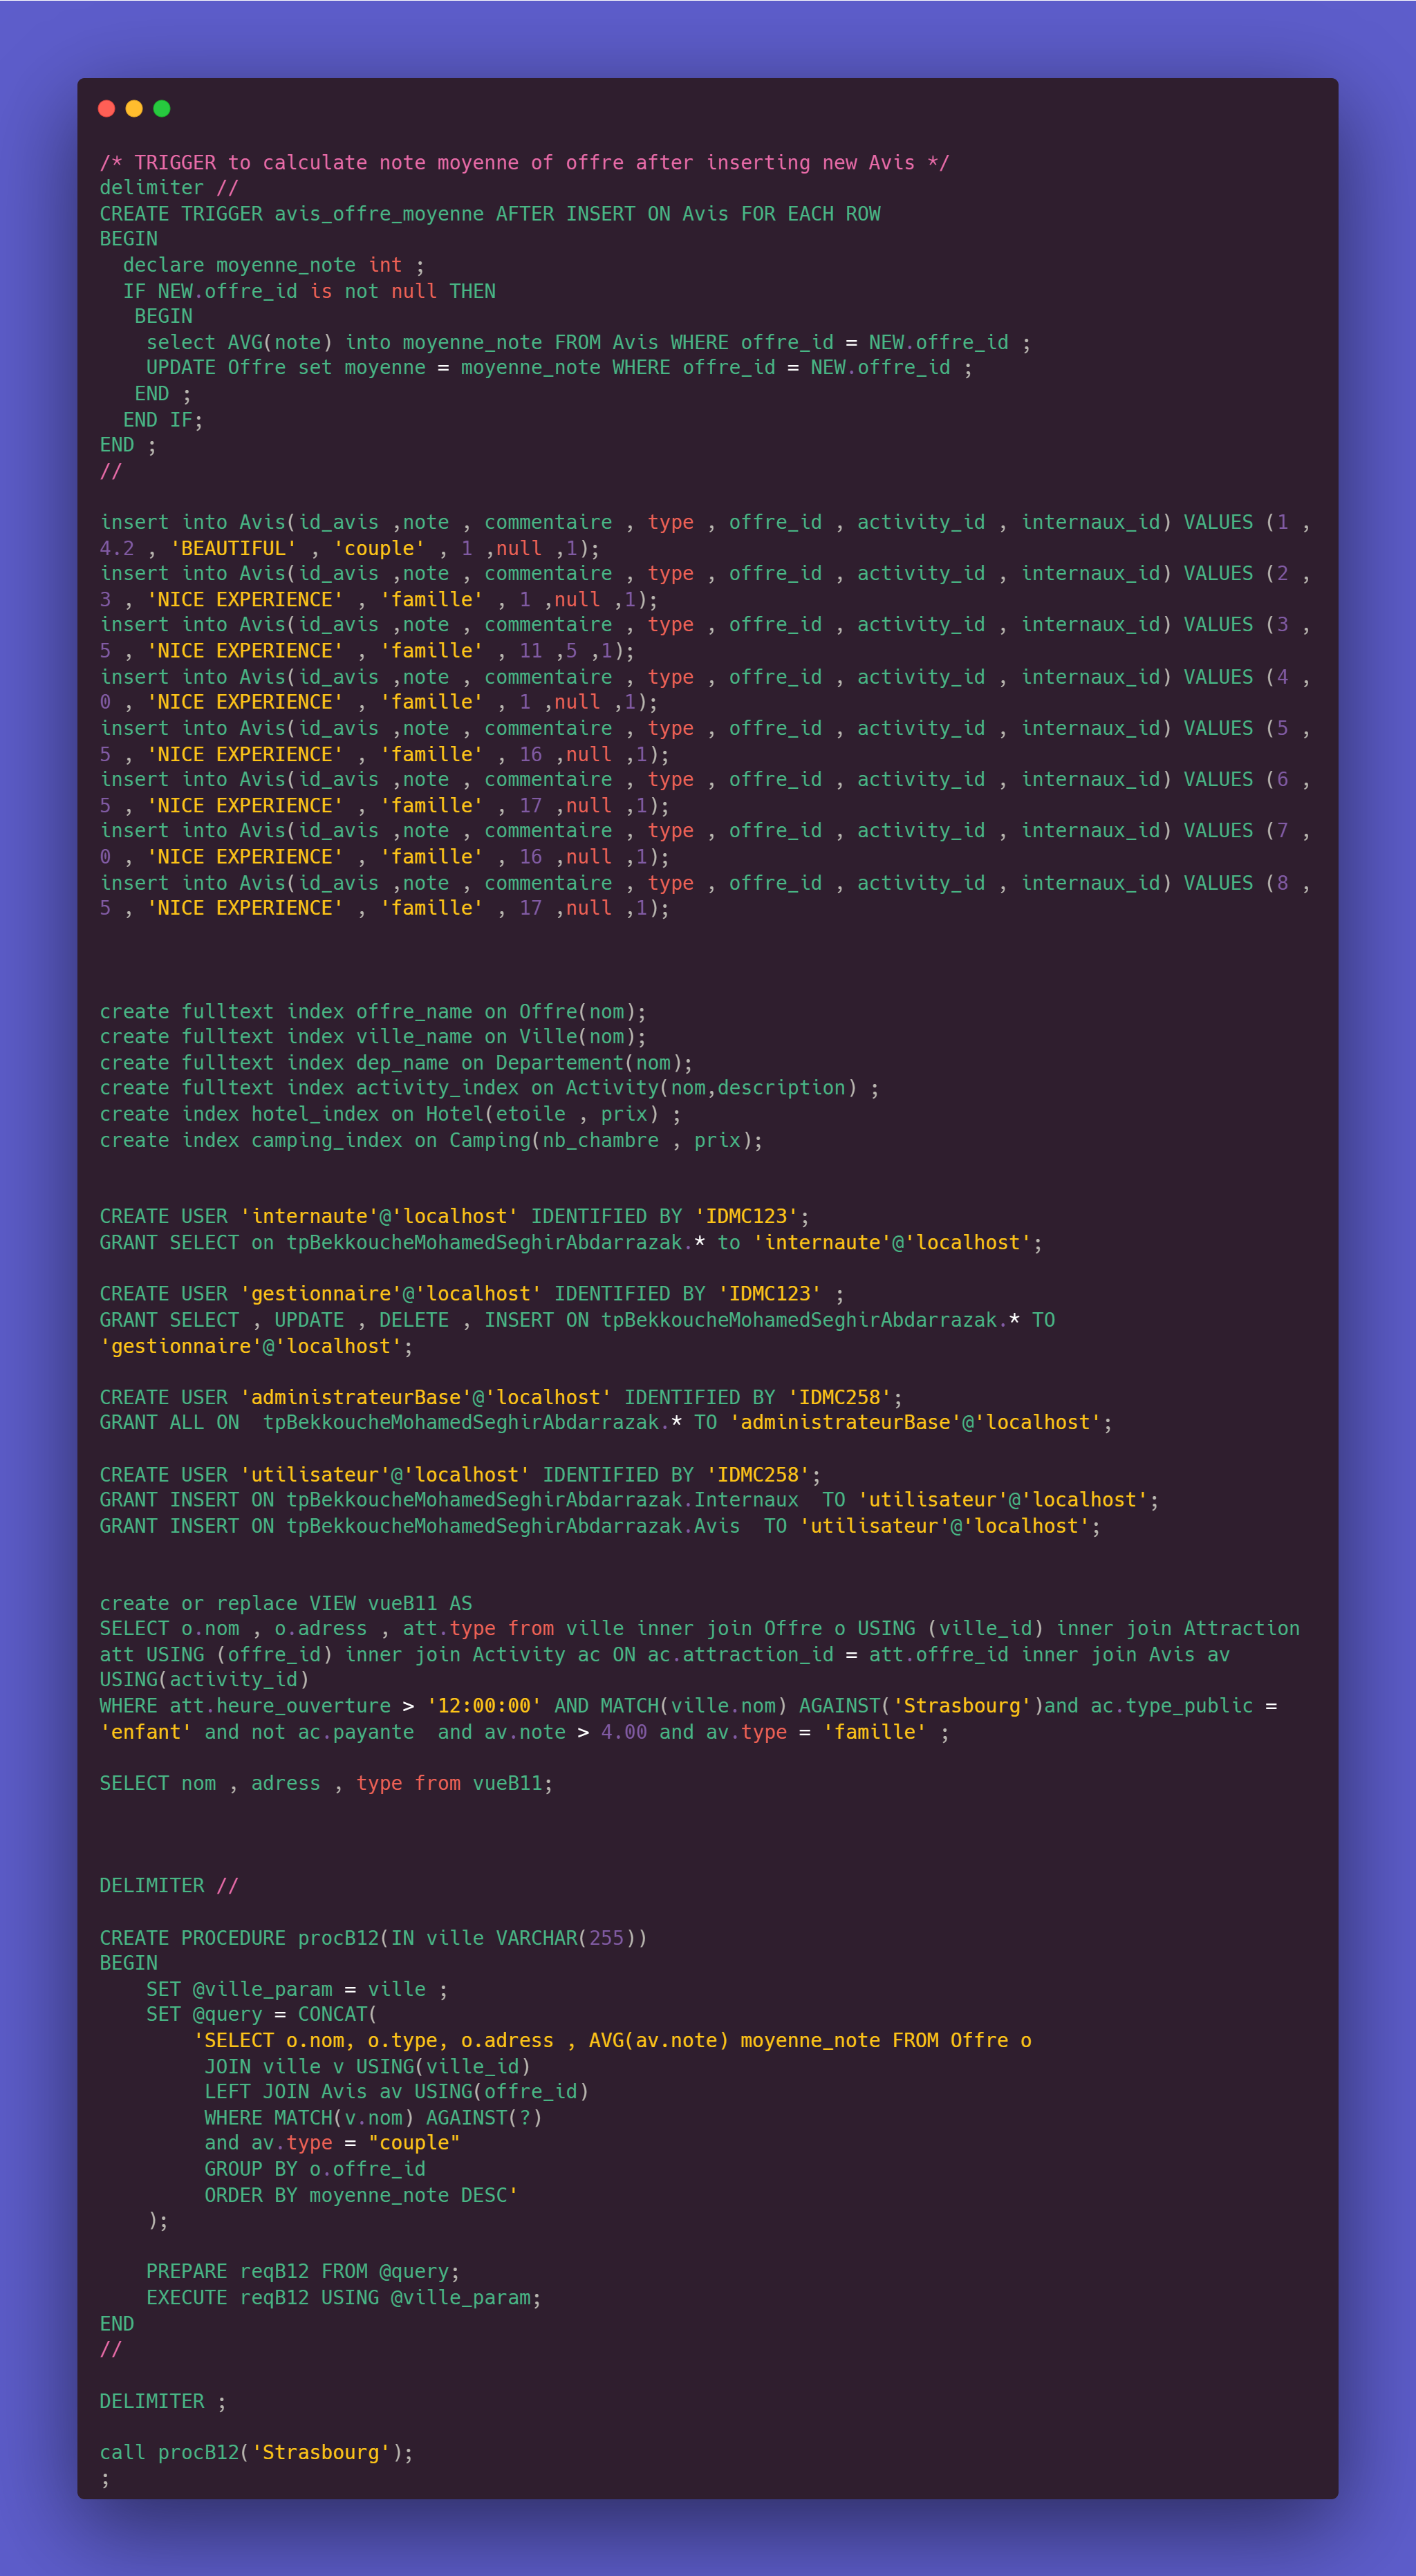 /* TRIGGER to calculate note moyenne of offre after inserting new Avis */
delimiter //
CREATE TRIGGER avis_offre_moyenne AFTER INSERT ON Avis FOR EACH ROW
BEGIN
  declare moyenne_note int ;
  IF NEW.offre_id is not null THEN
   BEGIN
    select AVG(note) into moyenne_note FROM Avis WHERE offre_id = NEW.offre_id ;
    UPDATE Offre set moyenne = moyenne_note WHERE offre_id = NEW.offre_id ;
   END ;
  END IF;
END ;
//

insert into Avis(id_avis ,note , commentaire , type , offre_id , activity_id , internaux_id) VALUES (1 ,
4.2 , 'BEAUTIFUL' , 'couple' , 1 ,null ,1);
insert into Avis(id_avis ,note , commentaire , type , offre_id , activity_id , internaux_id) VALUES (2 ,
3 , 'NICE EXPERIENCE' , 'famille' , 1 ,null ,1);
insert into Avis(id_avis ,note , commentaire , type , offre_id , activity_id , internaux_id) VALUES (3 ,
5 , 'NICE EXPERIENCE' , 'famille' , 11 ,5 ,1);
insert into Avis(id_avis ,note , commentaire , type , offre_id , activity_id , internaux_id) VALUES (4 ,
0 , 'NICE EXPERIENCE' , 'famille' , 1 ,null ,1);
insert into Avis(id_avis ,note , commentaire , type , offre_id , activity_id , internaux_id) VALUES (5 ,
5 , 'NICE EXPERIENCE' , 'famille' , 16 ,null ,1);
insert into Avis(id_avis ,note , commentaire , type , offre_id , activity_id , internaux_id) VALUES (6 ,
5 , 'NICE EXPERIENCE' , 'famille' , 17 ,null ,1);
insert into Avis(id_avis ,note , commentaire , type , offre_id , activity_id , internaux_id) VALUES (7 ,
0 , 'NICE EXPERIENCE' , 'famille' , 16 ,null ,1);
insert into Avis(id_avis ,note , commentaire , type , offre_id , activity_id , internaux_id) VALUES (8 ,
5 , 'NICE EXPERIENCE' , 'famille' , 17 ,null ,1);

create fulltext index offre_name on Offre(nom);
create fulltext index ville_name on Ville(nom);
create fulltext index dep_name on Departement(nom);
create fulltext index activity_index on Activity(nom,description) ;
create index hotel_index on Hotel(etoile , prix) ;
create index camping_index on Camping(nb_chambre , prix);

CREATE USER 'internaute'@'localhost' IDENTIFIED BY 'IDMC123';
GRANT SELECT on tpBekkoucheMohamedSeghirAbdarrazak.* to 'internaute'@'localhost';

CREATE USER 'gestionnaire'@'localhost' IDENTIFIED BY 'IDMC123' ;
GRANT SELECT , UPDATE , DELETE , INSERT ON tpBekkoucheMohamedSeghirAbdarrazak.* TO
'gestionnaire'@'localhost';

CREATE USER 'administrateurBase'@'localhost' IDENTIFIED BY 'IDMC258';
GRANT ALL ON  tpBekkoucheMohamedSeghirAbdarrazak.* TO 'administrateurBase'@'localhost';

CREATE USER 'utilisateur'@'localhost' IDENTIFIED BY 'IDMC258';
GRANT INSERT ON tpBekkoucheMohamedSeghirAbdarrazak.Internaux  TO 'utilisateur'@'localhost';
GRANT INSERT ON tpBekkoucheMohamedSeghirAbdarrazak.Avis  TO 'utilisateur'@'localhost';

create or replace VIEW vueB11 AS
SELECT o.nom , o.adress , att.type from ville inner join Offre o USING (ville_id) inner join Attraction
att USING (offre_id) inner join Activity ac ON ac.attraction_id = att.offre_id inner join Avis av
USING(activity_id)
WHERE att.heure_ouverture > '12:00:00' AND MATCH(ville.nom) AGAINST('Strasbourg')and ac.type_public =
'enfant' and not ac.payante  and av.note > 4.00 and av.type = 'famille' ;

SELECT nom , adress , type from vueB11;

DELIMITER //

CREATE PROCEDURE procB12(IN ville VARCHAR(255))
BEGIN
    SET @ville_param = ville ;
    SET @query = CONCAT(
        'SELECT o.nom, o.type, o.adress , AVG(av.note) moyenne_note FROM Offre o
         JOIN ville v USING(ville_id)
         LEFT JOIN Avis av USING(offre_id)
         WHERE MATCH(v.nom) AGAINST(?)
         and av.type = "couple"
         GROUP BY o.offre_id
         ORDER BY moyenne_note DESC'
    );

    PREPARE reqB12 FROM @query;
    EXECUTE reqB12 USING @ville_param;
END
//

DELIMITER ;

call procB12('Strasbourg');
;